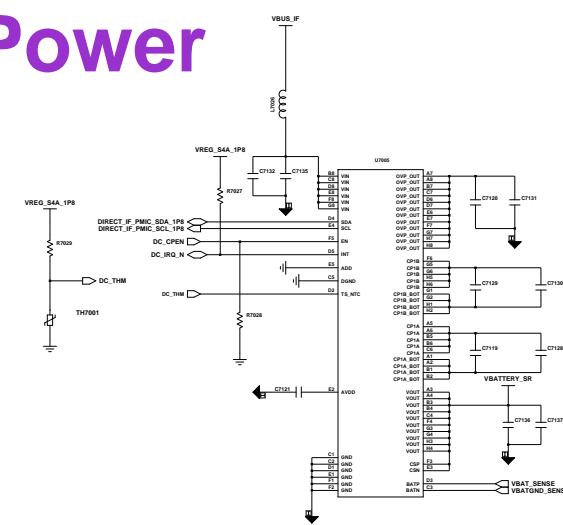 Power
VBUS_IF
L7026
VREG_S4A_1P8
U7005
C7132
C7135
R7027
VREG_S4A_1P8
R7029
DC_THM
TH7001
DIRECT_IF_PMIC_SDA_1P8
DIRECT_IF_PMIC_SCL_1P8
DC_CPEN
DC_IRQ_N
DC_THM
R7028
C7121
B8 VIN
C8 VIN
D8 VIN
E8 VIN
F8 VIN
G8 VIN
D4 SDA
E4 SCL
F5 EN
D5 INT
E5 ADD
C5 DGND
D2 TS_NTC
E2 AVDD
C1 GND
C2 GND
D1 GND
E1 GND
F1 GND
F2 GND
OVP_OUT A7
OVP_OUT A8
OVP_OUT B7
OVP_OUT C7
OVP_OUT D6
OVP_OUT D7
OVP_OUT E6
OVP_OUT E7
OVP_OUT F7
OVP_OUT G7
OVP_OUT H7
OVP_OUT H8
C7120
C7131
CP1B F6
CP1B G5
CP1B G6
CP1B H5
CP1B H6
CP1B_BOT G1
CP1B_BOT G2
CP1B_BOT H1
CP1B_BOT H2
C7129
C7130
CP1A A5
CP1A A6
CP1A B5
CP1A B6
CP1A C6
CP1A_BOT A1
CP1A_BOT A2
CP1A_BOT B1
CP1A_BOT B2
C7119
C7128
VBATTERY_SR
VOUT A3
VOUT A4
VOUT B3
VOUT B4
VOUT C4
VOUT F4
VOUT G3
VOUT G4
VOUT H3
VOUT H4
C7136
C7137
CSP F3
CSN E3
BATP D3
BATN C3
VBAT_SENSE
VBATGND_SENS